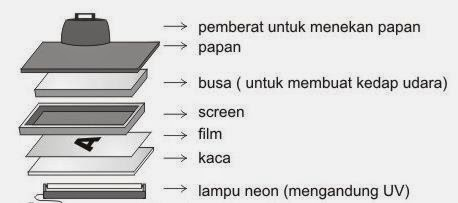 pemberat untuk menekan papan
papan
busa ( untuk membuat kedap udara)
screen
film
A
kaca
lampu neon (mengandung UV)